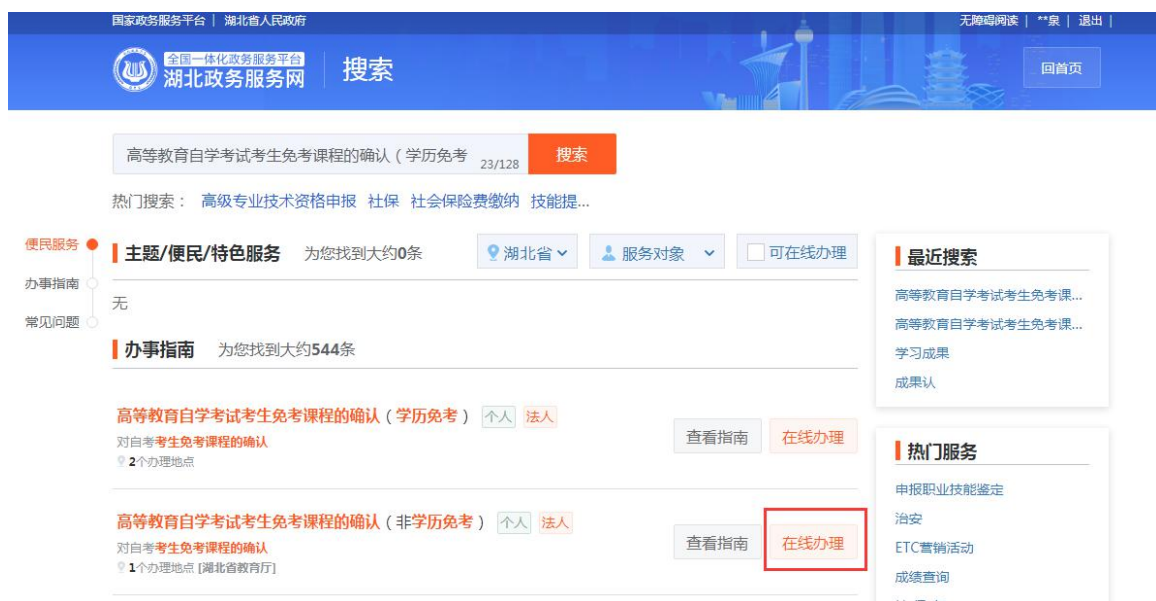 国家政务服务平台 | 湖北省人民政府
无障碍阅读 | **泉 | 退出 |
全国一体化政务服务平台
湖北政务服务网
搜索
回首页
高等教育自学考试考生免考课程的确认（学历免考 23/128 搜索
热门搜索： 高级专业技术资格申报 社保 社会保险费缴纳 技能提...
便民服务
办事指南
常见问题
主题/便民/特色服务 为您找到大约0条 湖北省 服务对象 可在线办理
无
办事指南 为您找到大约544条
高等教育自学考试考生免考课程的确认（学历免考） 个人 法人
对自考考生免考课程的确认
2个办理地点
查看指南 在线办理
高等教育自学考试考生免考课程的确认（非学历免考） 个人 法人
对自考考生免考课程的确认
1个办理地点 [湖北省教育厅]
查看指南 在线办理
最近搜索
高等教育自学考试考生免考课...
高等教育自学考试考生免考课...
学习成果
成果认
热门服务
申报职业技能鉴定
治安
ETC营销活动
成绩查询